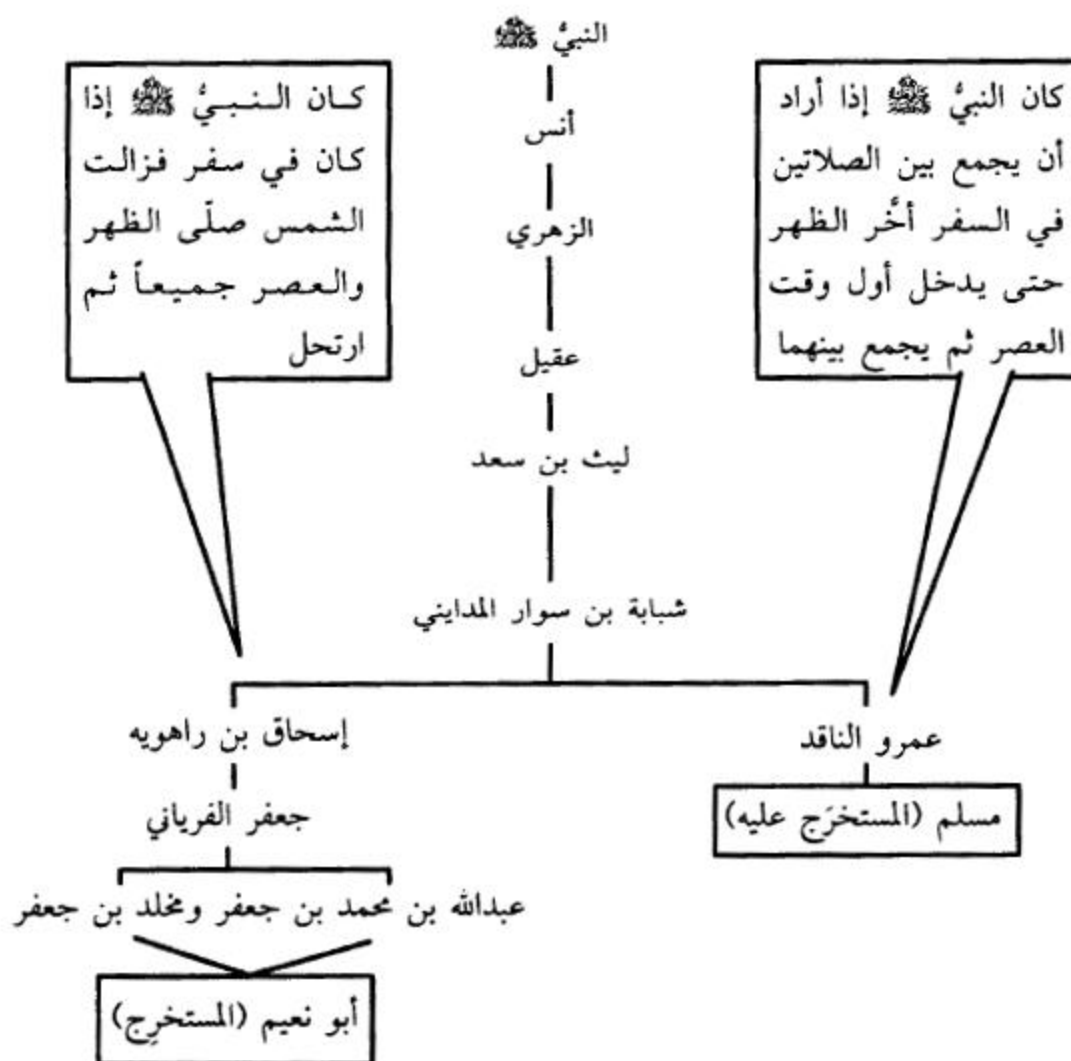 النبيُّ ﷺ
كان النبيُّ ﷺ إذا أراد
أن يجمع بين الصلاتين
في السفر أخَّر الظهر
حتى يدخل أول وقت
العصر ثم يجمع بينهما
كان النبيُّ ﷺ إذا
كان في سفر فزالت
الشمس صلّى الظهر
والعصر جميعاً ثم
ارتحل
أنس
الزهري
عقيل
ليث بن سعد
شبابة بن سوار المدايني
عمرو الناقد
مسلم (المستخرَج عليه)
إسحاق بن راهويه
جعفر الفرياني
عبدالله بن محمد بن جعفر ومخلد بن جعفر
أبو نعيم (المستخرِج)